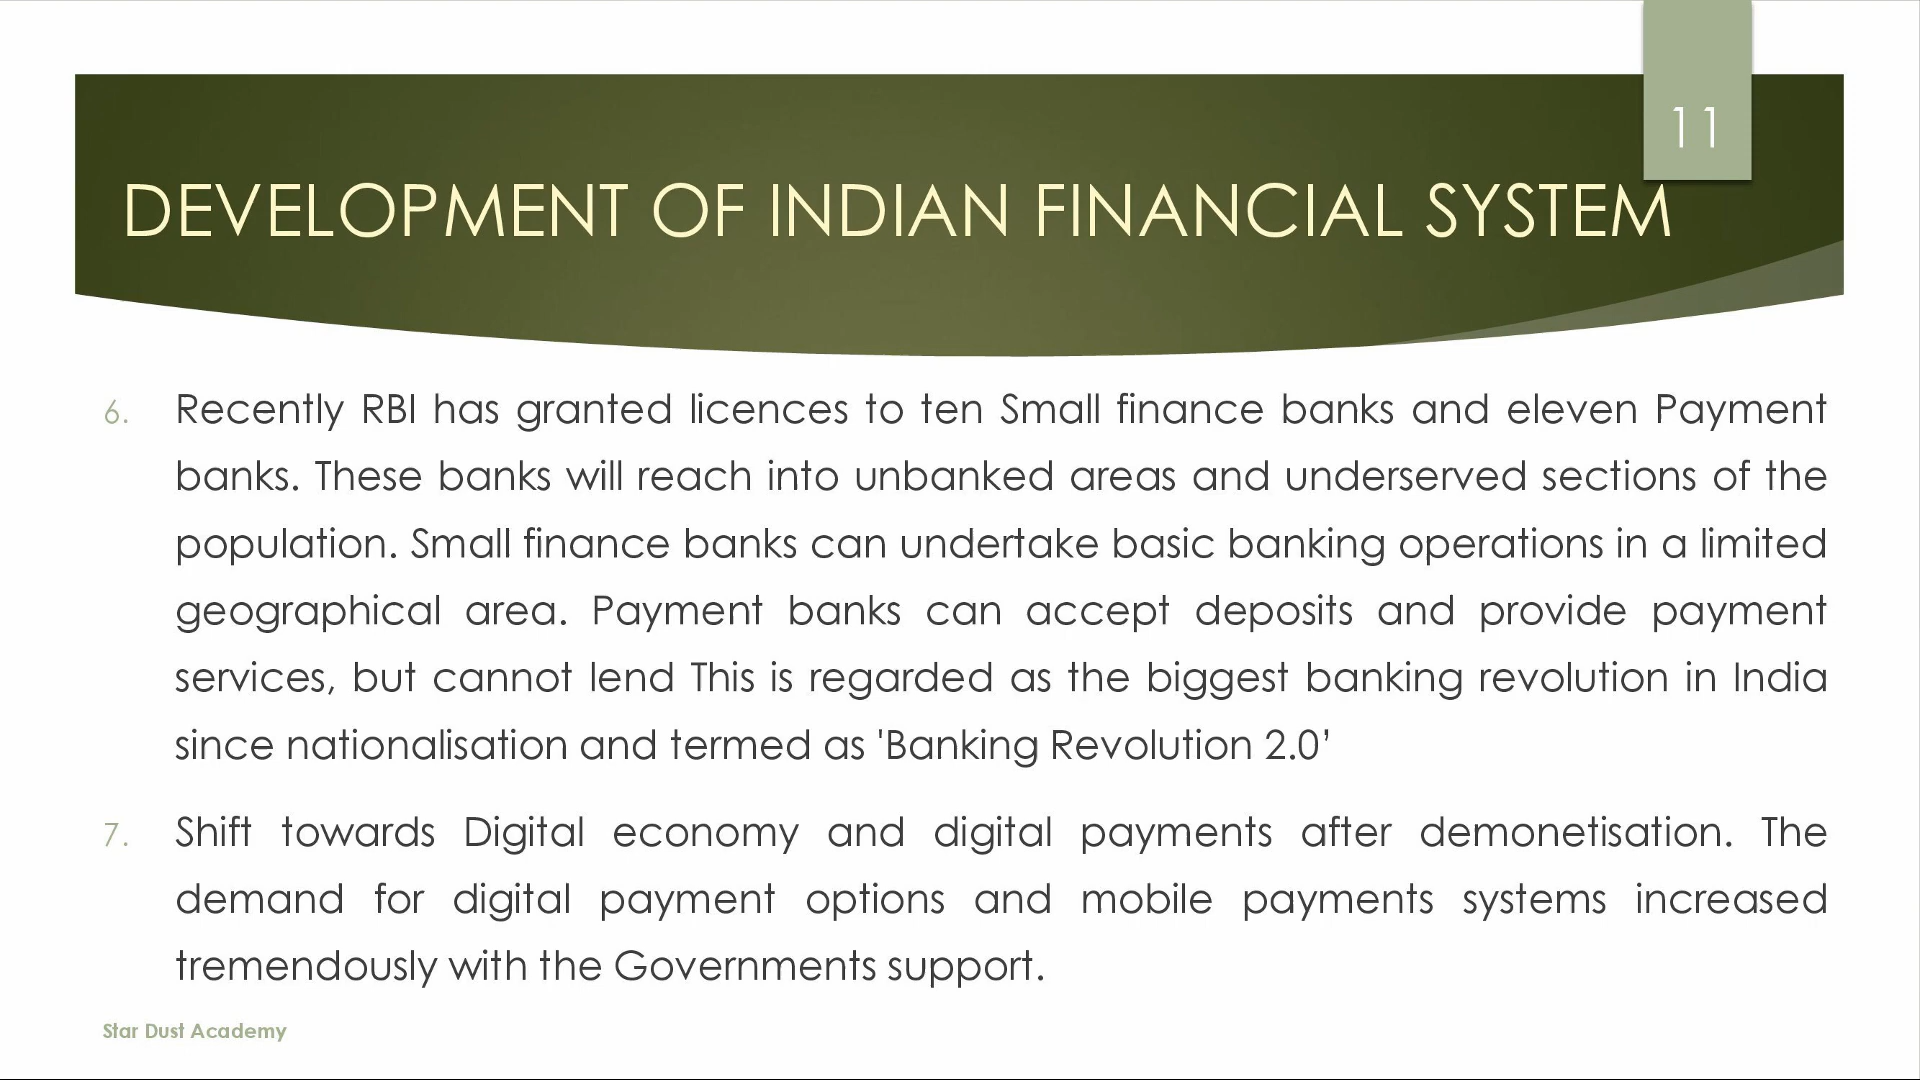 11
DEVELOPMENT OF INDIAN FINANCIAL SYSTEM
6. Recently RBI has granted licences to ten Small finance banks and eleven Payment
banks. These banks will reach into unbanked areas and underserved sections of the
population. Small finance banks can undertake basic banking operations in a limited
geographical area. Payment banks can accept deposits and provide payment
services, but cannot lend This is regarded as the biggest banking revolution in India
since nationalisation and termed as 'Banking Revolution 2.0’
7. Shift towards Digital economy and digital payments after demonetisation. The
demand for digital payment options and mobile payments systems increased
tremendously with the Governments support.
Star Dust Academy